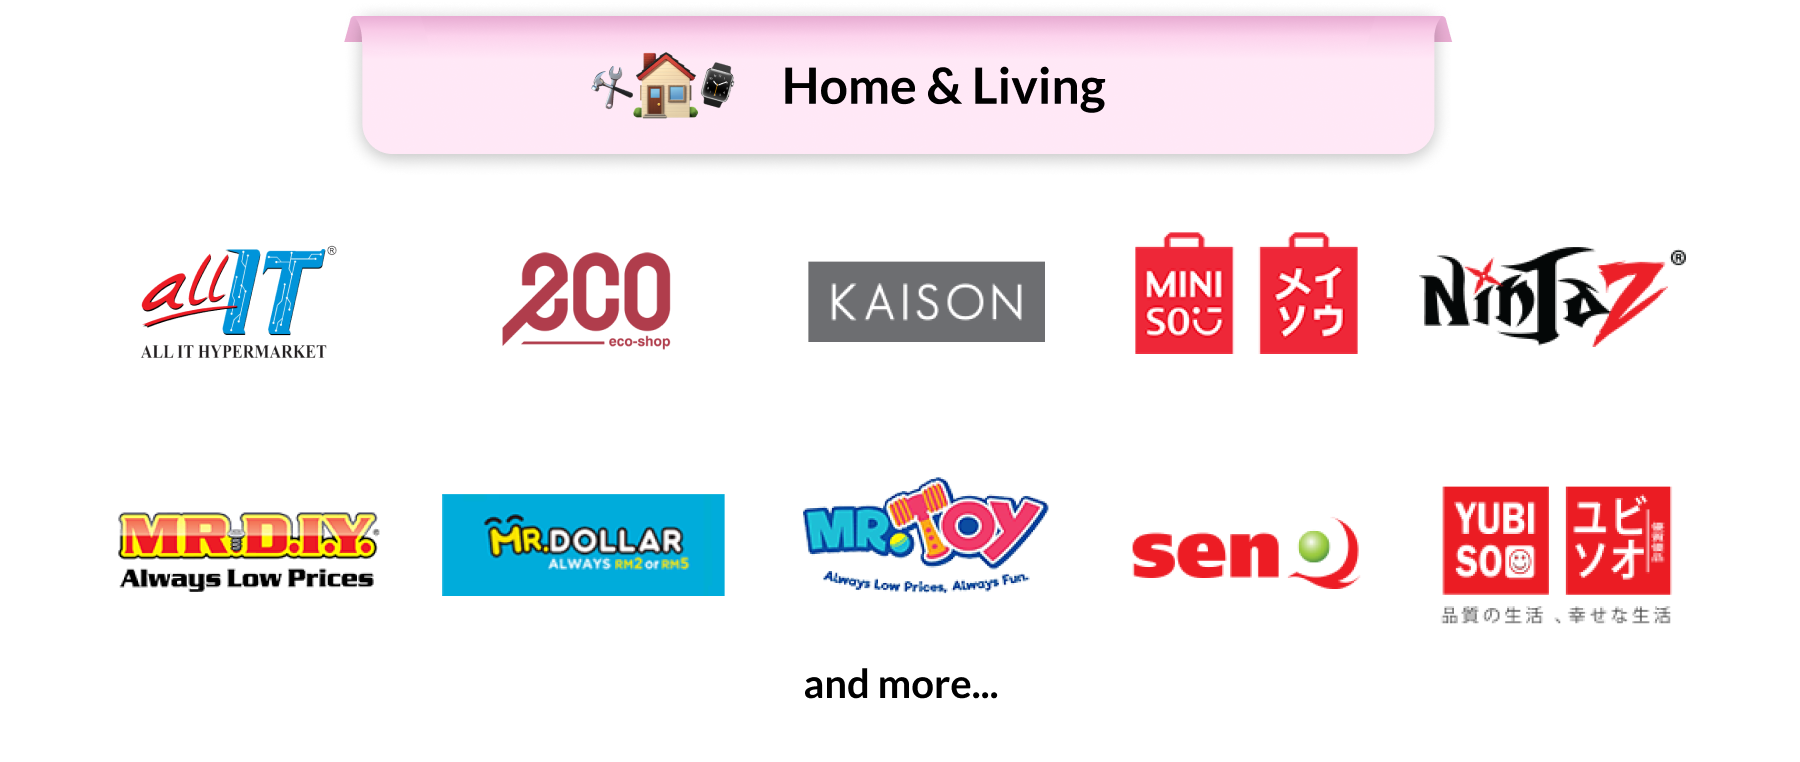 Home & Living
allIT®
ALL IT HYPERMARKET
eco
eco-shop
KAISON
MINI
SO
メイ
ソウ
NinjaZ®
MR.D.I.Y.
Always Low Prices
MR.DOLLAR
ALWAYS RM2 or RM5
MR.TOY
Always Low Prices, Always Fun.
senQ
YUBI
SO
ユビ
ソオ
品質の生活、幸せな生活
and more...